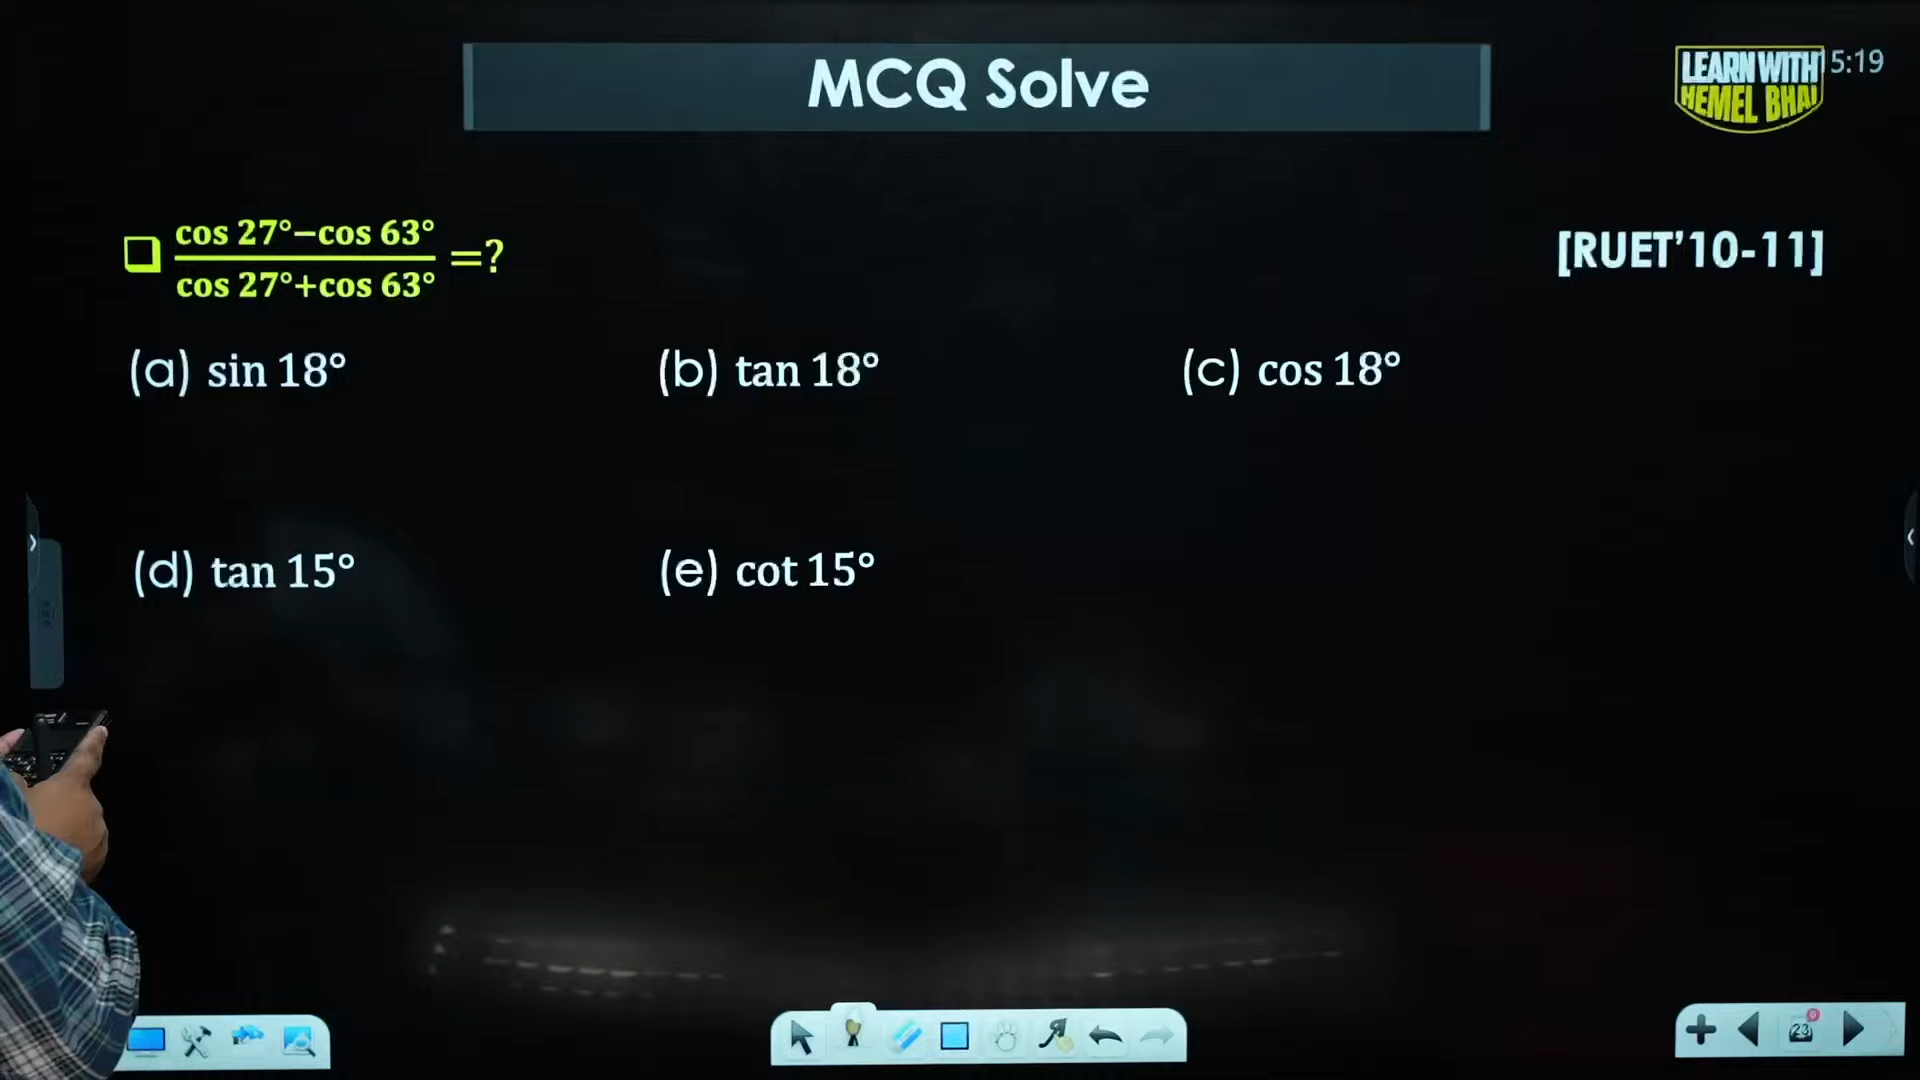 MCQ Solve
LEARN WITH
HEMEL BHAI
5:19
❑ cos 27°−cos 63° / cos 27°+cos 63° =?
[RUET’10-11]
(a) sin 18°
(b) tan 18°
(c) cos 18°
(d) tan 15°
(e) cot 15°
23